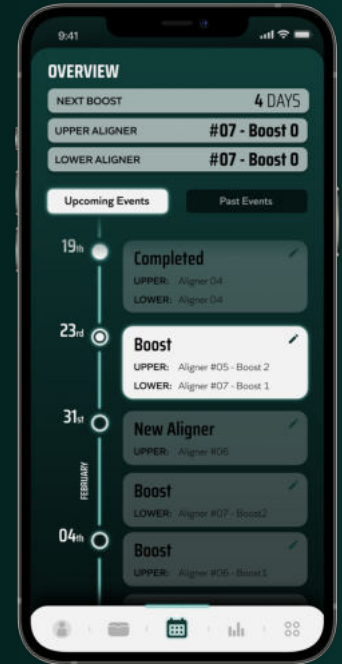 9:41
OVERVIEW
NEXT BOOST 4 DAYS
UPPER ALIGNER #07 - Boost 0
LOWER ALIGNER #07 - Boost 0
Upcoming Events Past Events
19th Completed
UPPER: Aligner 04
LOWER: Aligner 04
23rd Boost
UPPER: Aligner #05 - Boost 2
LOWER: Aligner #07 - Boost 1
31st New Aligner
UPPER: Aligner #06
FEBRUARY
Boost
LOWER: Aligner #07 - Boost2
04th Boost
UPPER: Aligner #06 - Boost1